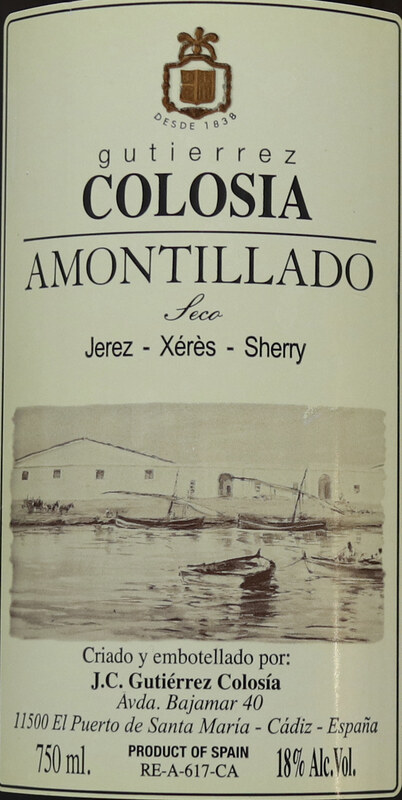 DESDE 1838
gutierrez
COLOSIA
AMONTILLADO
Seco
Jerez - Xérès - Sherry
Criado y embotellado por:
J.C. Gutiérrez Colosía
Avda. Bajamar 40
11500 El Puerto de Santa María - Cádiz - España
750 ml. PRODUCT OF SPAIN 18% Alc.Vol.
RE-A-617-CA